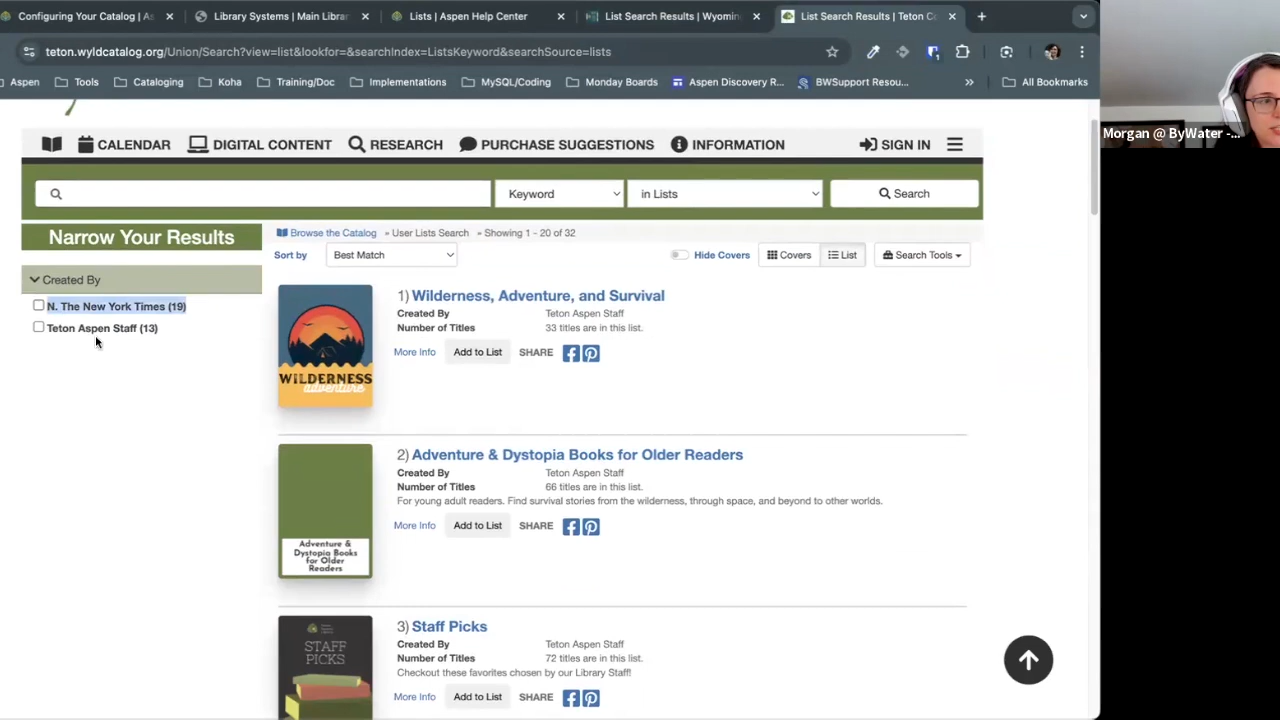 Configuring Your Catalog | As
Library Systems | Main Librar
Lists | Aspen Help Center
List Search Results | Wyomin
List Search Results | Teton C
teton.wyldcatalog.org/Union/Search?view=list&lookfor=&searchIndex=ListsKeyword&searchSource=lists
Aspen
Tools
Cataloging
Koha
Training/Doc
Implementations
MySQL/Coding
Monday Boards
Aspen Discovery R...
BWSupport Resou...
»
All Bookmarks
Morgan @ ByWater -...
CALENDAR
DIGITAL CONTENT
RESEARCH
PURCHASE SUGGESTIONS
INFORMATION
SIGN IN
Keyword
in Lists
Search
Narrow Your Results
Browse the Catalog » User Lists Search » Showing 1 - 20 of 32
Sort by
Best Match
Hide Covers
Covers
List
Search Tools
Created By
N. The New York Times (19)
Teton Aspen Staff (13)
WILDERNESS
adventure
1) Wilderness, Adventure, and Survival
Created By Teton Aspen Staff
Number of Titles 33 titles are in this list.
More Info
Add to List
SHARE
Adventure &
Dystopia Books
for Older
Readers
2) Adventure & Dystopia Books for Older Readers
Created By Teton Aspen Staff
Number of Titles 66 titles are in this list.
For young adult readers. Find survival stories from the wilderness, through space, and beyond to other worlds.
More Info
Add to List
SHARE
STAFF
PICKS
3) Staff Picks
Created By Teton Aspen Staff
Number of Titles 72 titles are in this list.
Checkout these favorites chosen by our Library Staff!
More Info
Add to List
SHARE